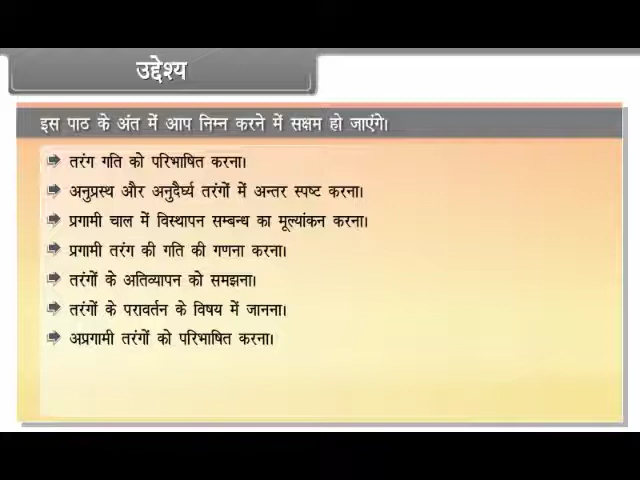 उद्देश्य
इस पाठ के अंत में आप निम्न करने में सक्षम हो जाएंगे।
तरंग गति को परिभाषित करना।
अनुप्रस्थ और अनुदैर्घ्य तरंगों में अन्तर स्पष्ट करना।
प्रगामी चाल में विस्थापन सम्बन्ध का मूल्यांकन करना।
प्रगामी तरंग की गति की गणना करना।
तरंगों के अतिव्यापन को समझना।
तरंगों के परावर्तन के विषय में जानना।
अप्रगामी तरंगों को परिभाषित करना।